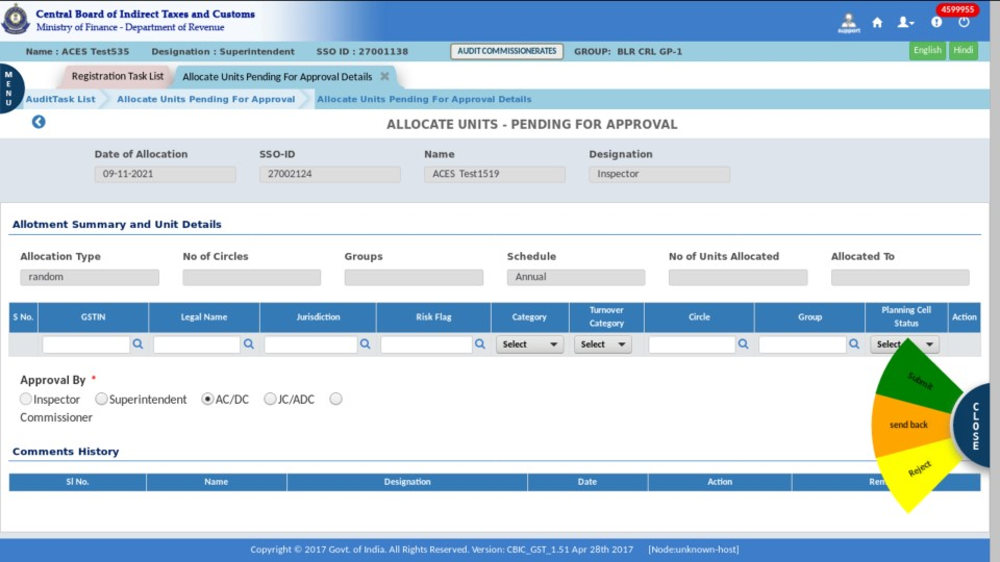 Central Board of Indirect Taxes and Customs
Ministry of Finance - Department of Revenue
4599955
support
Name : ACES Test535 Designation : Superintendent SSO ID : 27001138 AUDIT COMMISSIONERATES GROUP: BLR CRL GP-1 English Hindi
MENU
Registration Task List Allocate Units Pending For Approval Details
AuditTask List Allocate Units Pending For Approval Allocate Units Pending For Approval Details
ALLOCATE UNITS - PENDING FOR APPROVAL
Date of Allocation SSO-ID Name Designation
09-11-2021 27002124 ACES Test1519 Inspector
Allotment Summary and Unit Details
Allocation Type No of Circles Groups Schedule No of Units Allocated Allocated To
random Annual
S No. GSTIN Legal Name Jurisdiction Risk Flag Category Turnover Category Circle Group Planning Cell Status Action
Select Select Select
Approval By *
Inspector Superintendent AC/DC JC/ADC
Commissioner
Submit
send back
Reject
CLOSE
Comments History
Sl No. Name Designation Date Action
Copyright © 2017 Govt. of India. All Rights Reserved. Version: CBIC_GST_1.51 Apr 28th 2017 [Node:unknown-host]